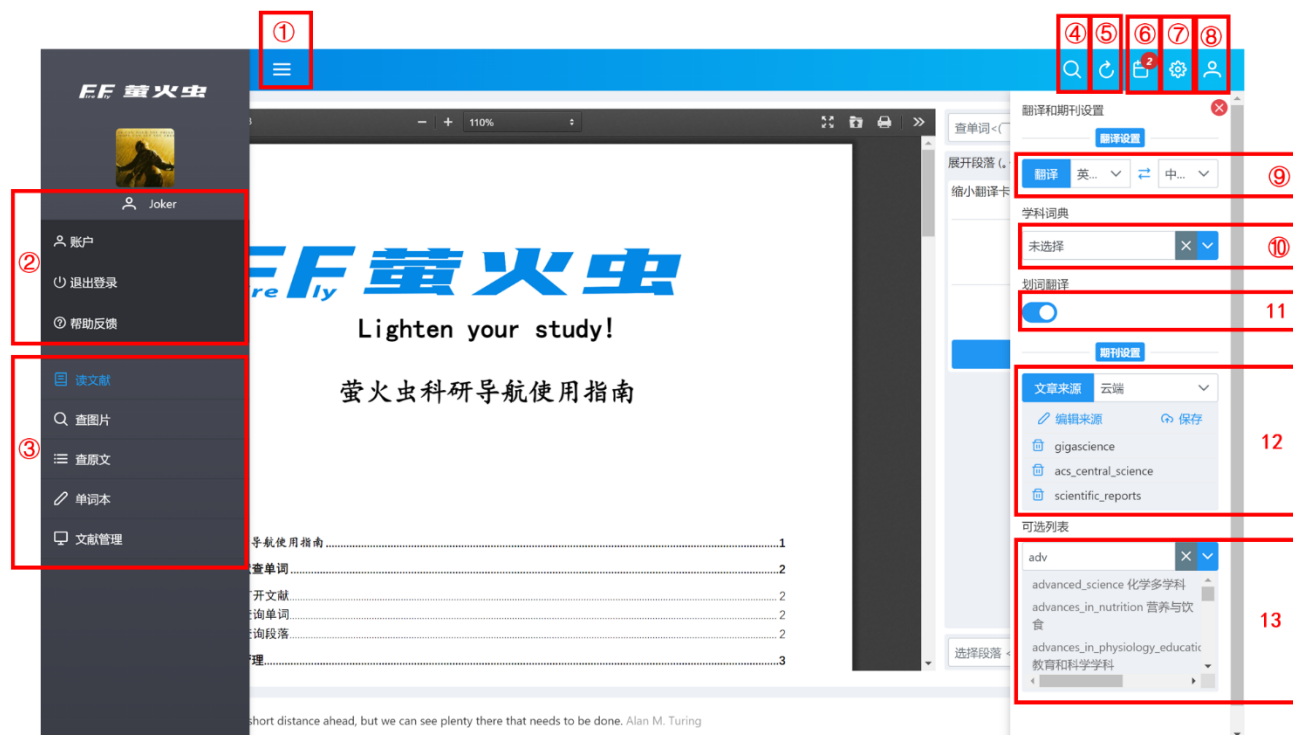 ①
④
⑤
⑥
⑦
⑧
2
FF 萤火虫
Fire Fly
Joker
②
账户
退出登录
帮助反馈
③
读文献
查图片
查原文
单词本
文献管理
110%
FF 萤火虫
ire ly
Lighten your study!
萤火虫科研导航使用指南
导航使用指南 1
查单词 2
开文献 2
询单词 2
询段落 2
理 3
查单词<(
展开段落 (。
缩小翻译卡
选择段落 <
翻译和期刊设置
翻译设置
翻译 英... 中...
⑨
学科词典
未选择
⑩
划词翻译
11
期刊设置
文章来源 云端
编辑来源 保存
gigascience
acs_central_science
scientific_reports
12
可选列表
adv
advanced_science 化学多学科
advances_in_nutrition 营养与饮
食
advances_in_physiology_educatio
教育和科学学科
13
short distance ahead, but we can see plenty there that needs to be done. Alan M. Turing